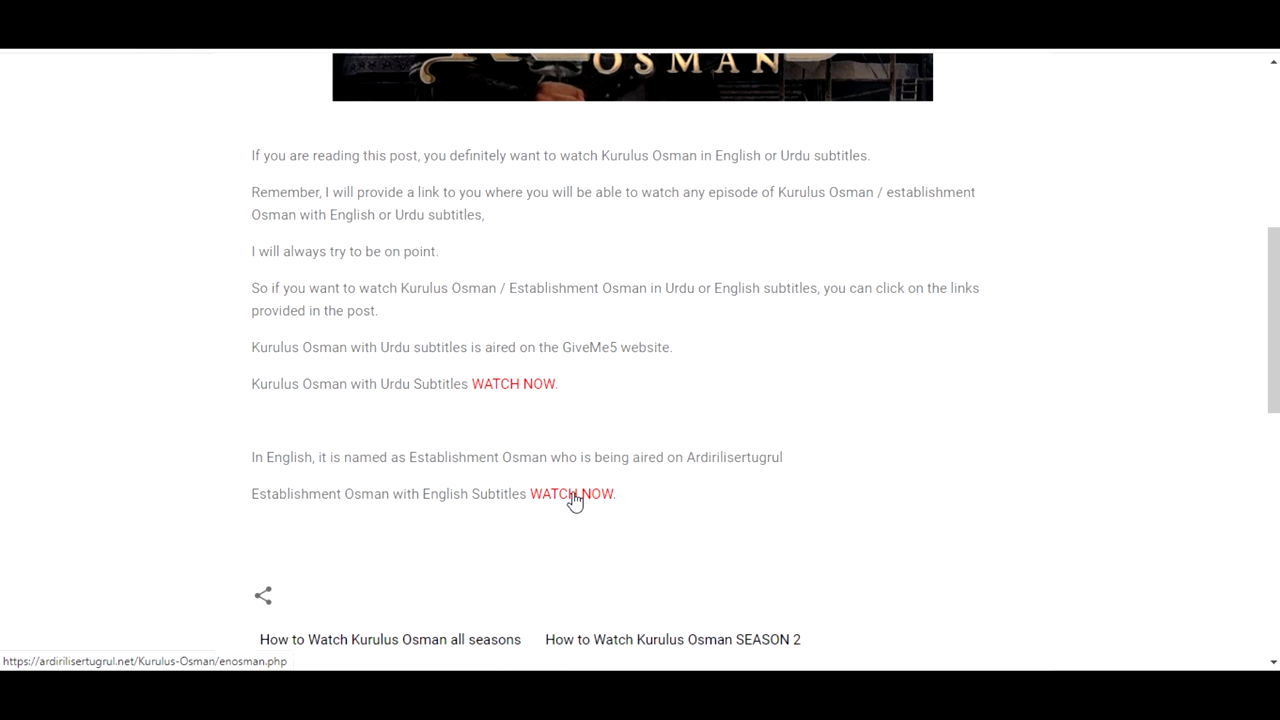 OSMAN
If you are reading this post, you definitely want to watch Kurulus Osman in English or Urdu subtitles.
Remember, I will provide a link to you where you will be able to watch any episode of Kurulus Osman / establishment
Osman with English or Urdu subtitles,
I will always try to be on point.
So if you want to watch Kurulus Osman / Establishment Osman in Urdu or English subtitles, you can click on the links
provided in the post.
Kurulus Osman with Urdu subtitles is aired on the GiveMe5 website.
Kurulus Osman with Urdu Subtitles WATCH NOW.
In English, it is named as Establishment Osman who is being aired on Ardirilisertugrul
Establishment Osman with English Subtitles WATCH NOW.
How to Watch Kurulus Osman all seasons How to Watch Kurulus Osman SEASON 2
https://ardirilisertugrul.net/Kurulus-Osman/enosman.php